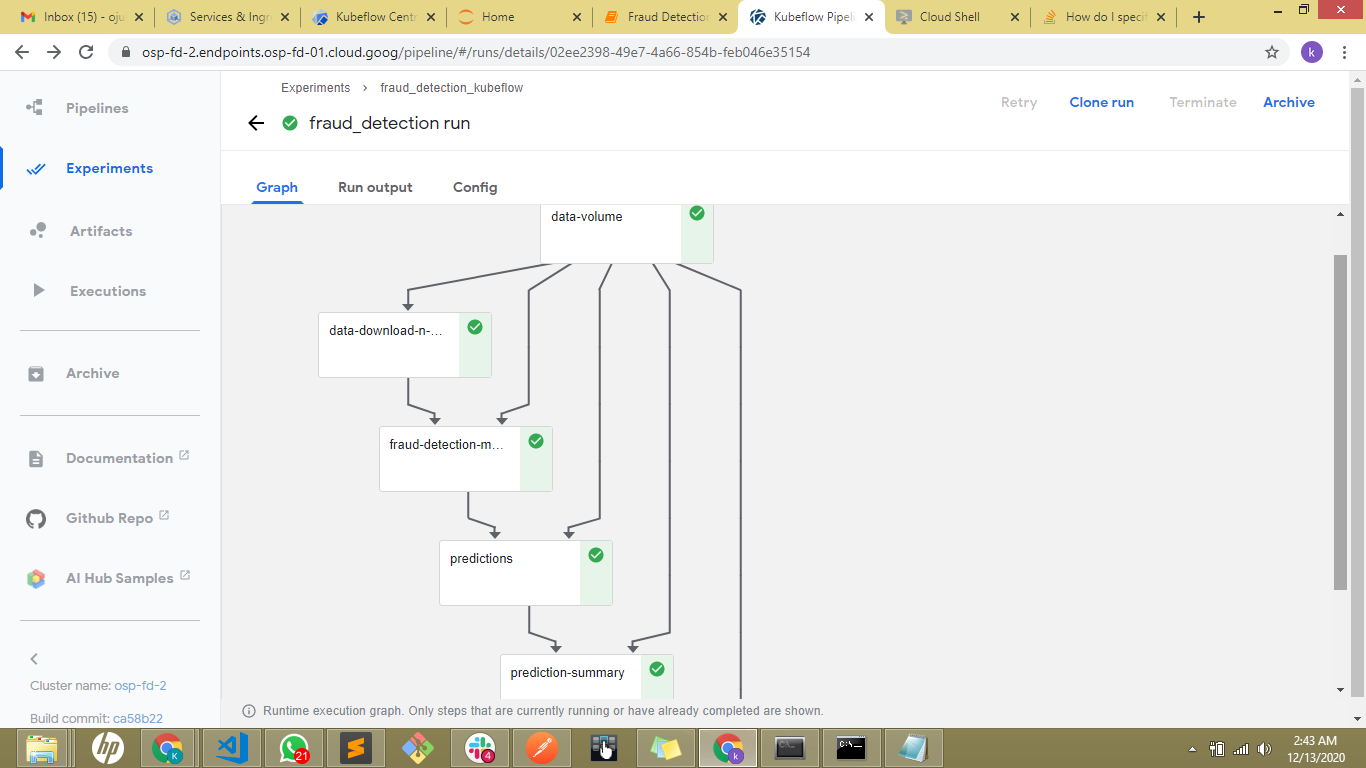 Inbox (15) - oju
Services & Ingr
Kubeflow Centr
Home
Fraud Detection
Kubeflow Pipeli
Cloud Shell
How do I specif
osp-fd-2.endpoints.osp-fd-01.cloud.goog/pipeline/#/runs/details/02ee2398-49e7-4a66-854b-feb046e35154
k
Pipelines
Experiments
Artifacts
Executions
Archive
Documentation
Github Repo
AI Hub Samples
Cluster name: osp-fd-2
Build commit: ca58b22
Experiments › fraud_detection_kubeflow
fraud_detection run
Retry
Clone run
Terminate
Archive
Graph
Run output
Config
data-volume
data-download-n-...
fraud-detection-m...
predictions
prediction-summary
Runtime execution graph. Only steps that are currently running or have already completed are shown.
hp
K
21
4
k
C:\
2:43 AM
12/13/2020